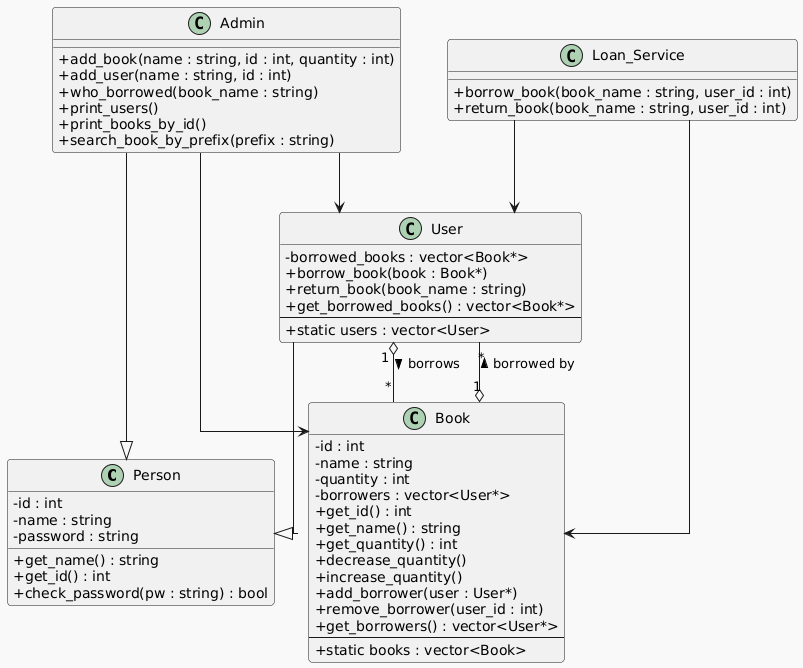 C Admin
+add_book(name : string, id : int, quantity : int)
+add_user(name : string, id : int)
+who_borrowed(book_name : string)
+print_users()
+print_books_by_id()
+search_book_by_prefix(prefix : string)
C Loan_Service
+borrow_book(book_name : string, user_id : int)
+return_book(book_name : string, user_id : int)
C User
-borrowed_books : vector<Book*>
+borrow_book(book : Book*)
+return_book(book_name : string)
+get_borrowed_books() : vector<Book*>
+static users : vector<User>
1
borrows
*
*
borrowed by
1
C Person
-id : int
-name : string
-password : string
+get_name() : string
+get_id() : int
+check_password(pw : string) : bool
C Book
-id : int
-name : string
-quantity : int
-borrowers : vector<User*>
+get_id() : int
+get_name() : string
+get_quantity() : int
+decrease_quantity()
+increase_quantity()
+add_borrower(user : User*)
+remove_borrower(user_id : int)
+get_borrowers() : vector<User*>
+static books : vector<Book>